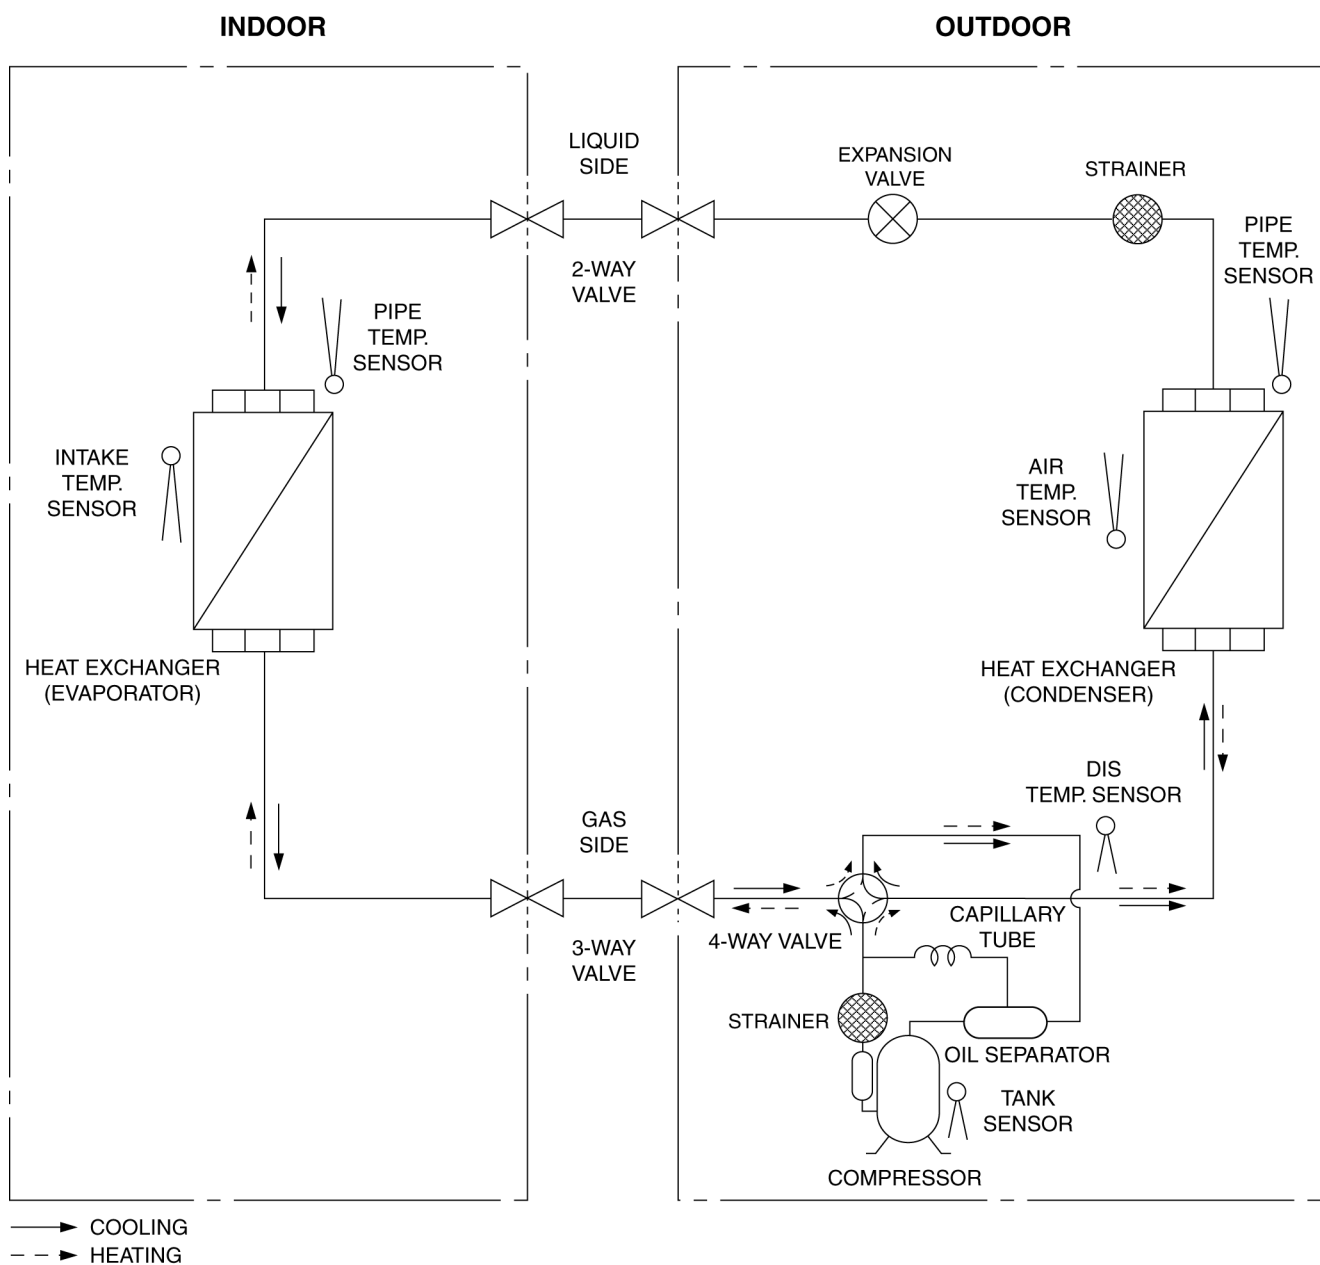 INDOOR
OUTDOOR
LIQUID
SIDE
EXPANSION
VALVE
STRAINER
PIPE
TEMP.
SENSOR
2-WAY
VALVE
PIPE
TEMP.
SENSOR
INTAKE
TEMP.
SENSOR
AIR
TEMP.
SENSOR
HEAT EXCHANGER
(EVAPORATOR)
HEAT EXCHANGER
(CONDENSER)
DIS
TEMP. SENSOR
GAS
SIDE
3-WAY
VALVE
4-WAY VALVE
CAPILLARY
TUBE
STRAINER
OIL SEPARATOR
TANK
SENSOR
COMPRESSOR
COOLING
HEATING